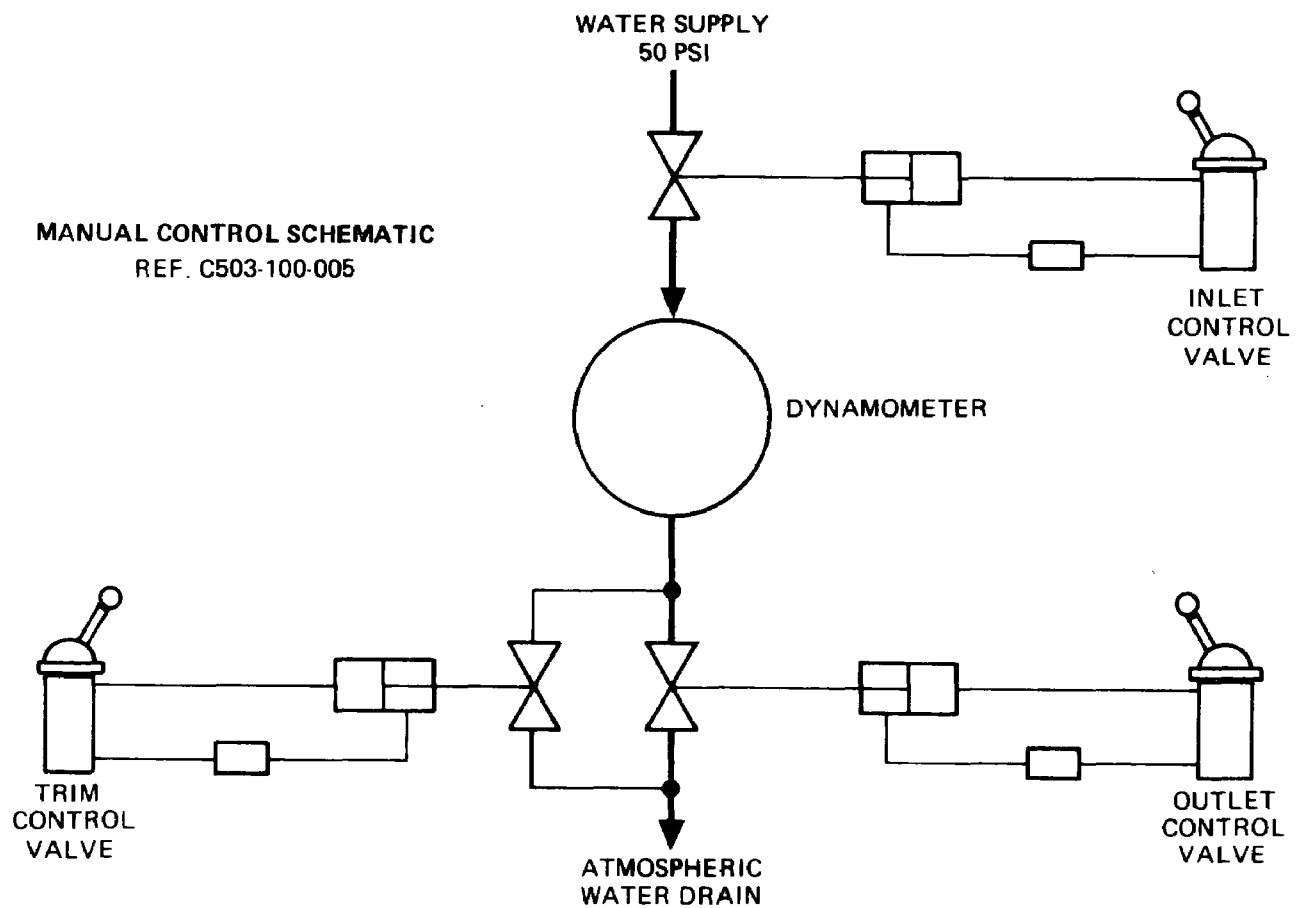 WATER SUPPLY
50 PSI
MANUAL CONTROL SCHEMATIC
REF. C503-100-005
INLET
CONTROL
VALVE
DYNAMOMETER
TRIM
CONTROL
VALVE
OUTLET
CONTROL
VALVE
ATMOSPHERIC
WATER DRAIN